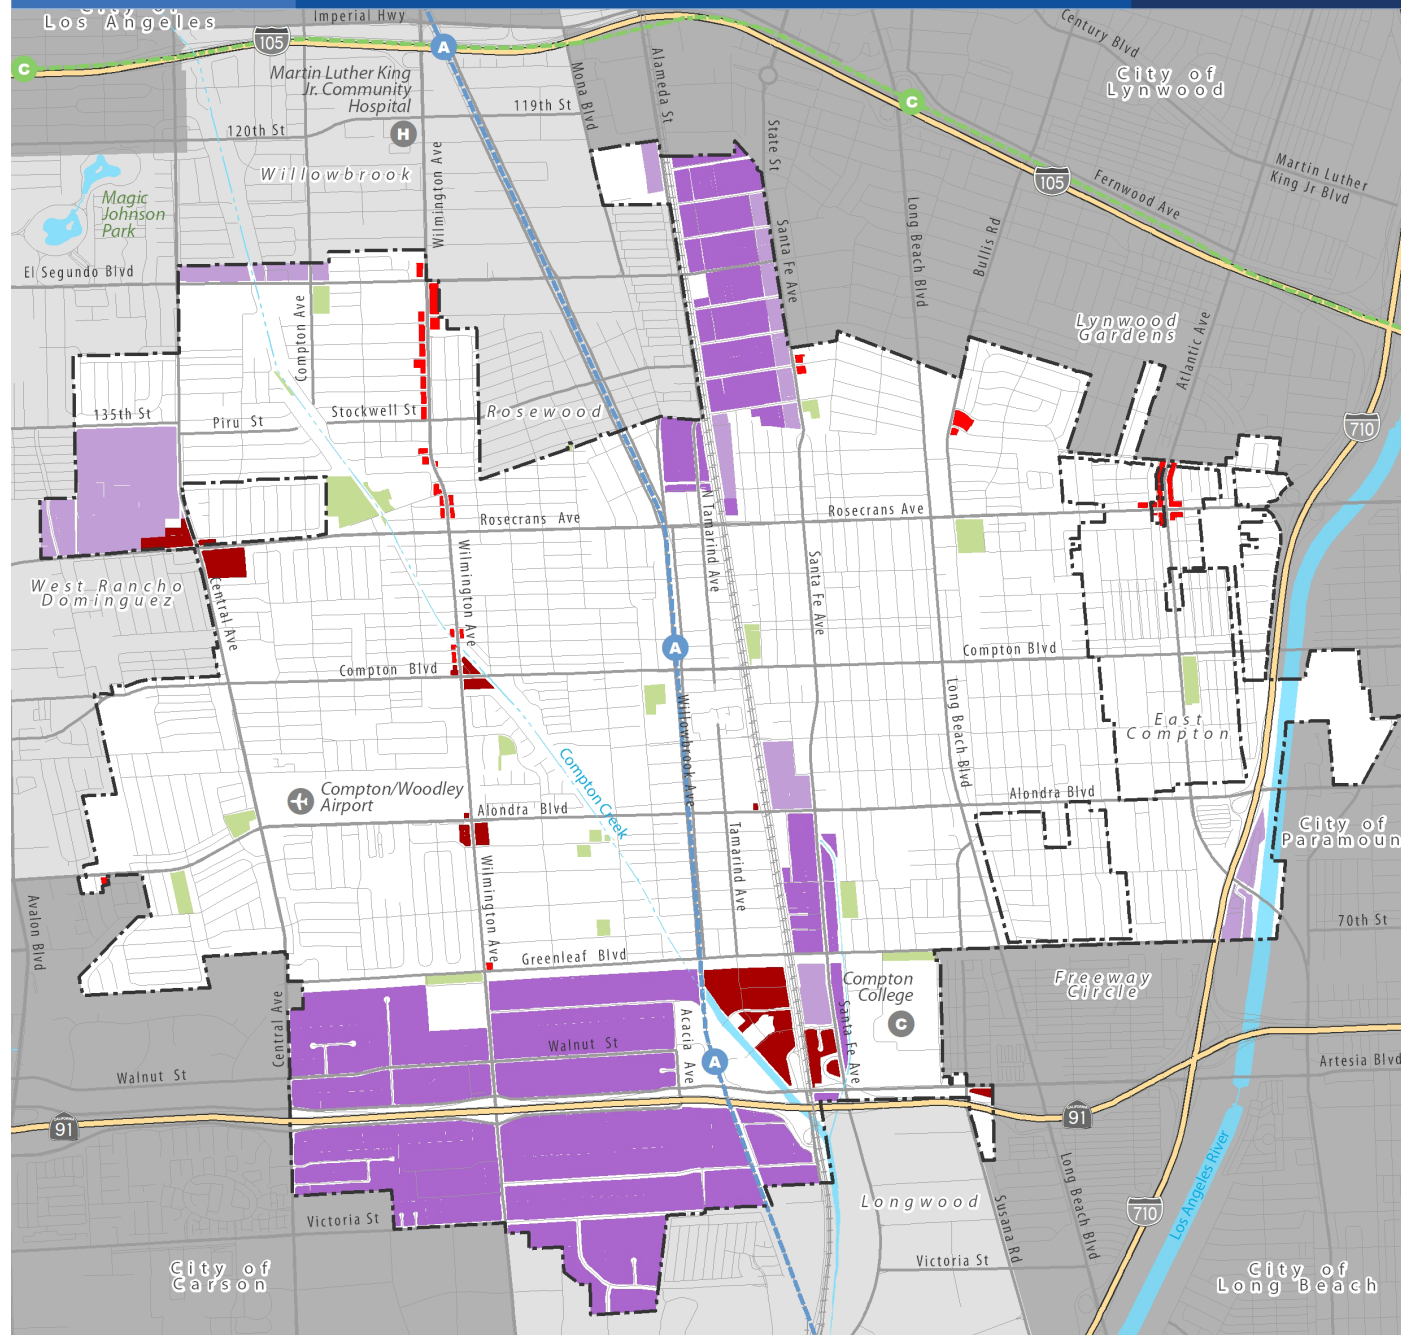 City of
Los Angeles
Imperial Hwy
105
A
C
Martin Luther King
Jr. Community
Hospital
H
119th St
120th St
Mona Blvd
Alameda St
State St
Century Blvd
City of
Lynwood
C
105
Martin Luther
King Jr Blvd
Fernwood Ave
Willowbrook
Wilmington Ave
Magic
Johnson
Park
El Segundo Blvd
Compton Ave
Santa Fe Ave
Long Beach Blvd
Bullis Rd
Lynwood
Gardens
Atlantic Ave
135th St
Piru St
Stockwell St
Rosewood
710
Rosecrans Ave
Rosecrans Ave
N Tamarind Ave
Wilmington Ave
Santa Fe Ave
West Rancho
Dominguez
Central Ave
A
Compton Blvd
Compton Blvd
Willowbrook Ave
Long Beach Blvd
East
Compton
Compton Creek
Compton/Woodley
Airport
Alondra Blvd
Alondra Blvd
City of
Paramoun
Tamarind Ave
Wilmington Ave
Avalon Blvd
70th St
Greenleaf Blvd
Compton
College
C
Freeway
Circle
Central Ave
Acacia Ave
Santa Fe Ave
Walnut St
Walnut St
A
Artesia Blvd
CALIFORNIA
91
CALIFORNIA
91
Los Angeles River
Longwood
Susana Rd
Long Beach Blvd
710
Victoria St
Victoria St
City of
Carson
City of
Long Beach